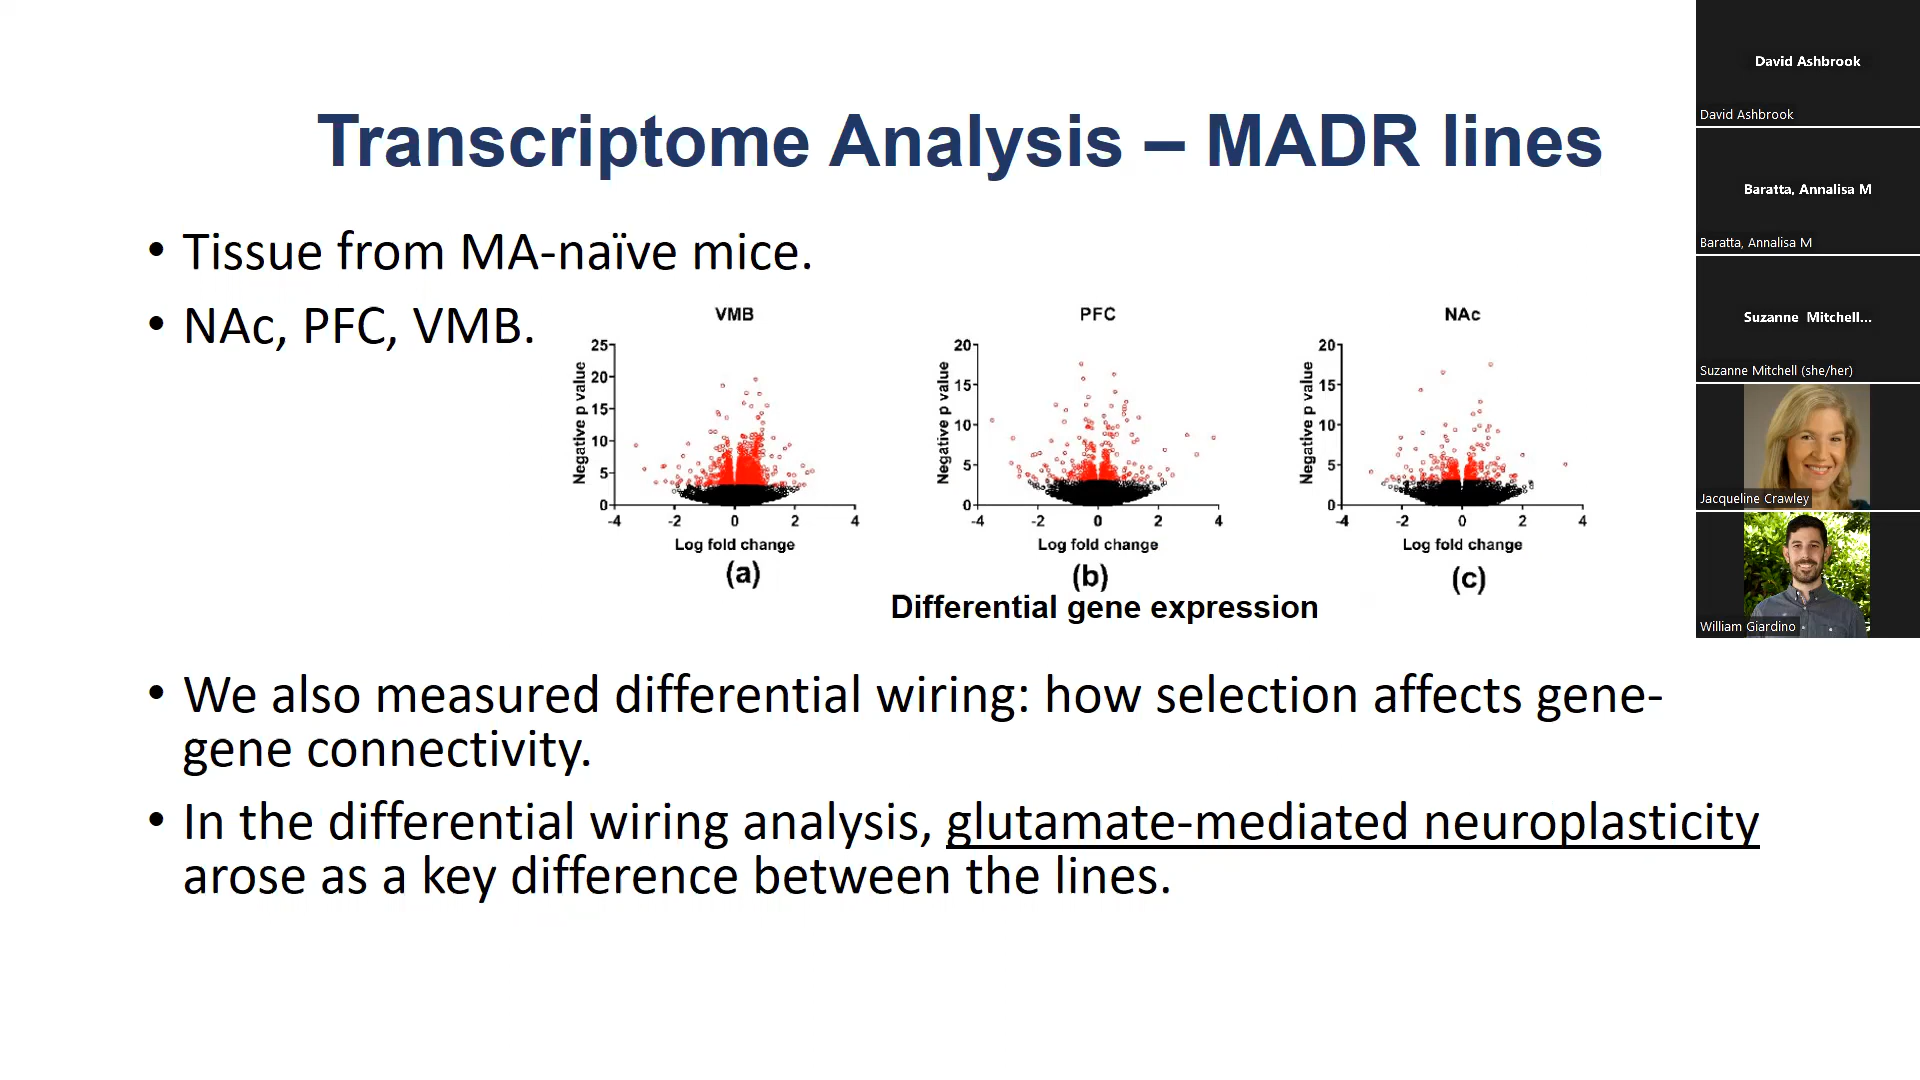 Transcriptome Analysis – MADR lines
• Tissue from MA-naïve mice.
• NAc, PFC, VMB.
VMB
25
20
15
10
5
0
-4 -2 0 2 4
Negative p value
Log fold change
(a)
PFC
20
15
10
5
0
-4 -2 0 2 4
Negative p value
Log fold change
(b)
NAc
20
15
10
5
0
-4 -2 0 2 4
Negative p value
Log fold change
(c)
Differential gene expression
• We also measured differential wiring: how selection affects gene-
gene connectivity.
• In the differential wiring analysis, glutamate-mediated neuroplasticity
arose as a key difference between the lines.
David Ashbrook
David Ashbrook
Baratta, Annalisa M
Baratta, Annalisa M
Suzanne Mitchell...
Suzanne Mitchell (she/her)
Jacqueline Crawley
William Giardino